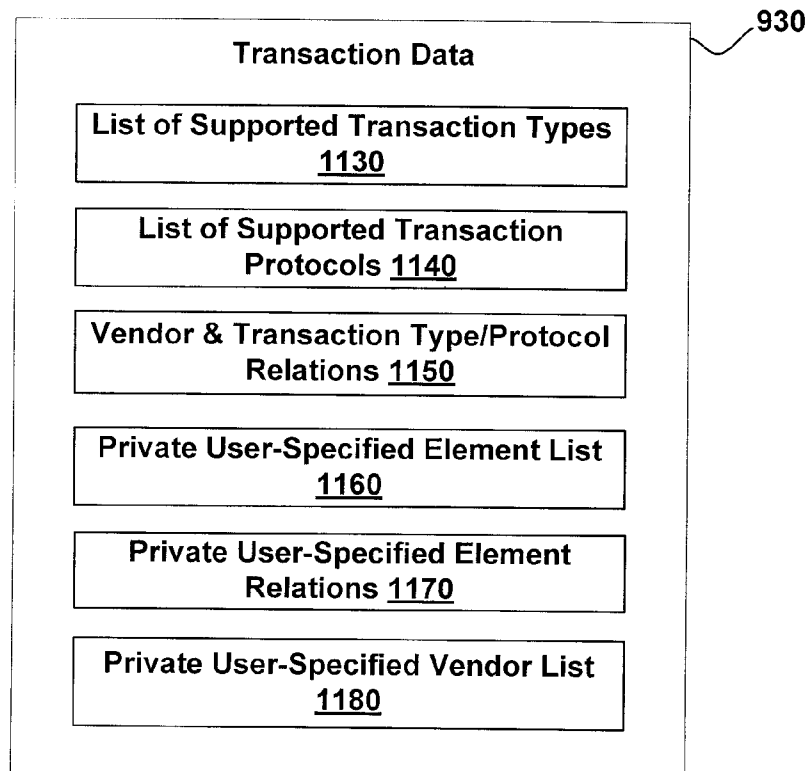 930
Transaction Data
List of Supported Transaction Types
1130
List of Supported Transaction
Protocols 1140
Vendor & Transaction Type/Protocol
Relations 1150
Private User-Specified Element List
1160
Private User-Specified Element
Relations 1170
Private User-Specified Vendor List
1180